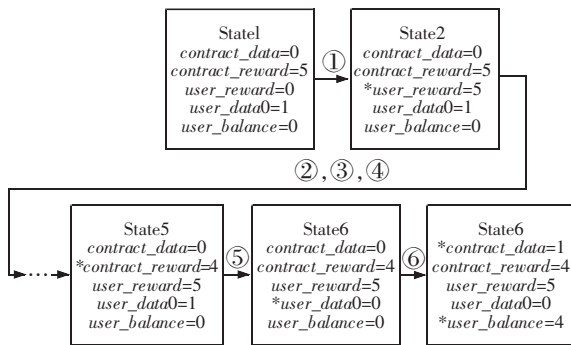 State1
contract_data=0
contract_reward=5
user_reward=0
user_data0=1
user_balance=0
①
State2
contract_data=0
contract_reward=5
*user_reward=5
user_data0=1
user_balance=0
②,③,④
......
State5
contract_data=0
*contract_reward=4
user_reward=5
user_data0=1
user_balance=0
⑤
State6
contract_data=0
contract_reward=4
user_reward=5
*user_data0=0
user_balance=0
⑥
State6
*contract_data=1
contract_reward=4
user_reward=5
user_data0=0
*user_balance=4